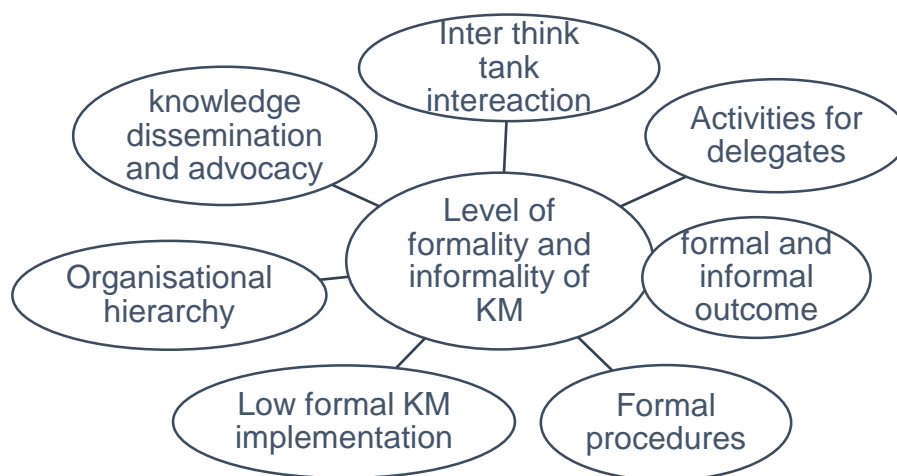 Inter think
tank
intereaction
knowledge
dissemination
and advocacy
Activities for
delegates
Level of
formality and
informality of
KM
formal and
informal
outcome
Organisational
hierarchy
Low formal KM
implementation
Formal
procedures